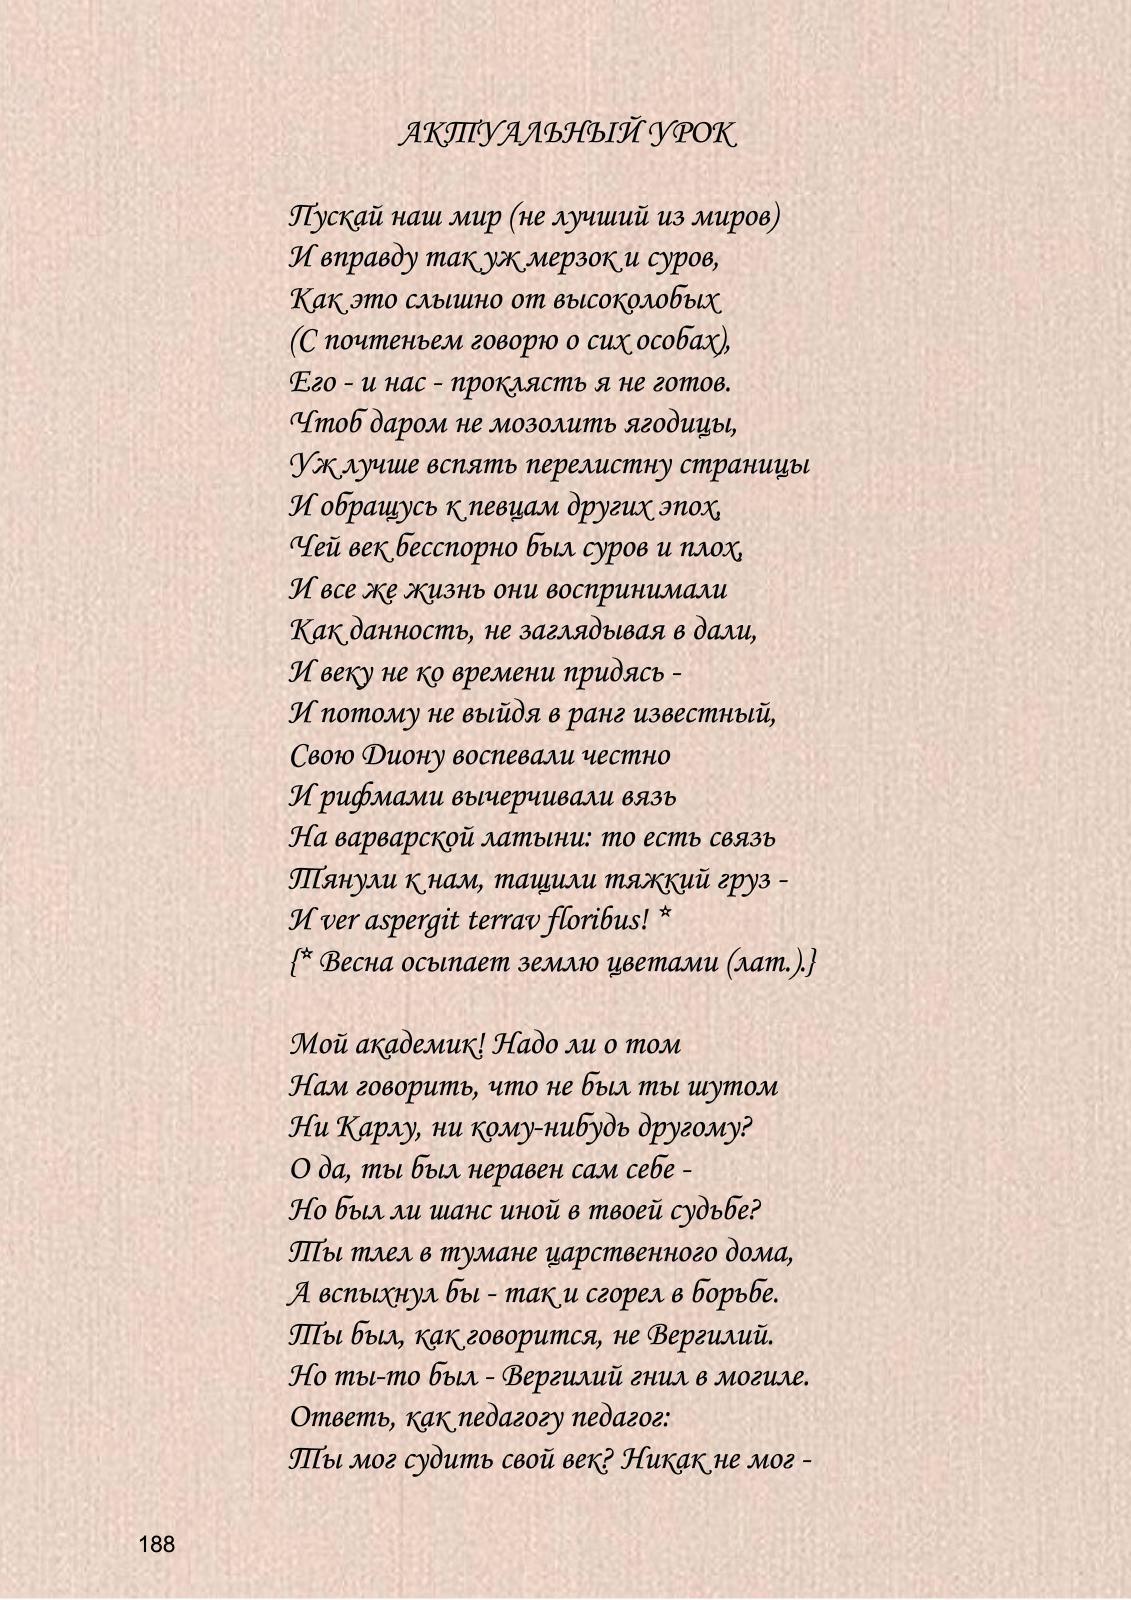 АКТУАЛЬНЫЙ УРОК
Пускай наш мир (не лучший из миров)
И вправду так уж мерзок и суров,
Как это слышно от высоколобых
(С почтеньем говорю о сих особах),
Его - и нас - проклясть я не готов.
Чтоб даром не мозолить ягодицы,
Уж лучше вспять перелистну страницы
И обращусь к певцам других эпох,
Чей век бесспорно был суров и плох,
И все же жизнь они воспринимали
Как данность, не заглядывая в дали,
И веку не ко времени придясь -
И потому не выйдя в ранг известный,
Свою Диону воспевали честно
И рифмами вычерчивали вязь
На варварской латыни: то есть связь
Тянули к нам, тащили тяжкий груз -
И ver aspergit terrav floribus! *
{* Весна осыпает землю цветами (лат.).}
Мой академик! Надо ли о том
Нам говорить, что не был ты шутом
Ни Карлу, ни кому-нибудь другому?
О да, ты был неравен сам себе -
Но был ли шанс иной в твоей судьбе?
Ты тлел в тумане царственного дома,
А вспыхнул бы - так и сгорел в борьбе.
Ты был, как говорится, не Вергилий.
Но ты-то был - Вергилий гнил в могиле.
Ответь, как педагогу педагог:
Ты мог судить свой век? Никак не мог -
188